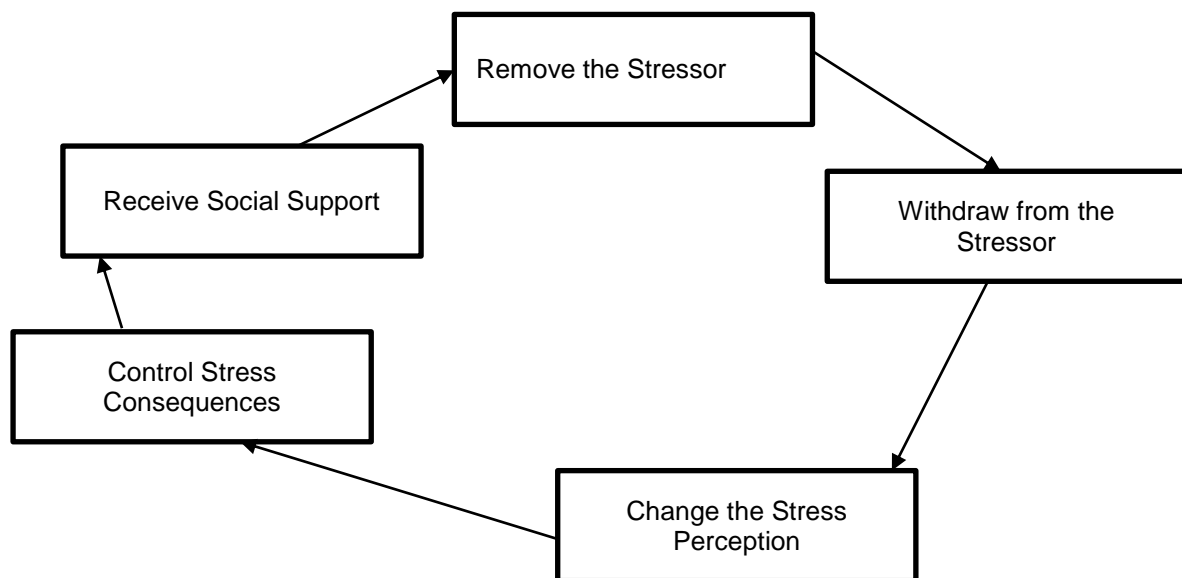 Remove the Stressor
Receive Social Support
Withdraw from the
Stressor
Control Stress
Consequences
Change the Stress
Perception